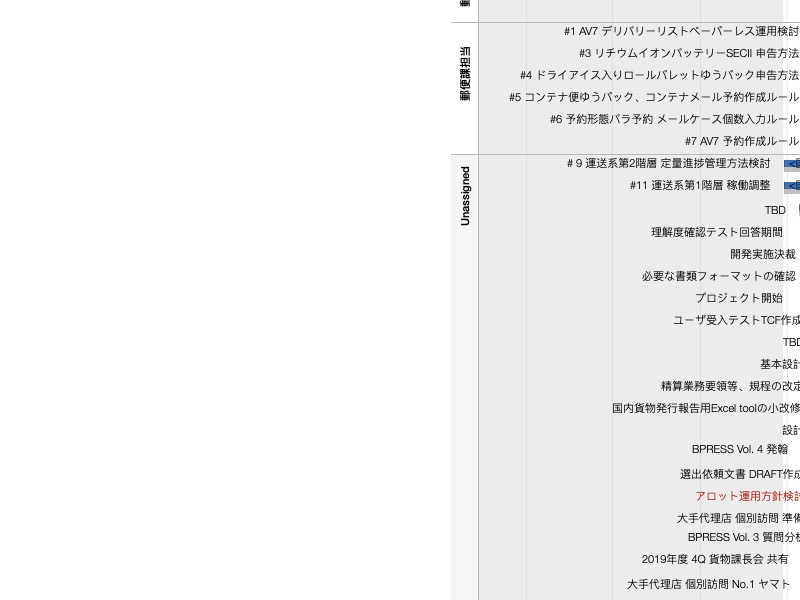 郵便課担当
#1 AV7 デリバリーリストペーパーレス運用検討
#3 リチウムイオンバッテリーSECII 申告方法
#4 ドライアイス入りロールパレットゆうパック申告方法
#5 コンテナ便ゆうパック、コンテナメール予約作成ルール
#6 予約形態バラ予約 メールケース個数入力ルール
#7 AV7 予約作成ルール
Unassigned
# 9 運送系第2階層 定量進捗管理方法検討
#11 運送系第1階層 稼働調整
TBD
理解度確認テスト回答期間
開発実施決裁
必要な書類フォーマットの確認
プロジェクト開始
ユーザ受入テストTCF作成
TBD
基本設計
精算業務要領等、規程の改定
国内貨物発行報告用Excel toolの小改修
設計
BPRESS Vol. 4 発翰
選出依頼文書 DRAFT作成
アロット運用方針検討
大手代理店 個別訪問 準備
BPRESS Vol. 3 質問分析
2019年度 4Q 貨物課長会 共有
大手代理店 個別訪問 No.1 ヤマト